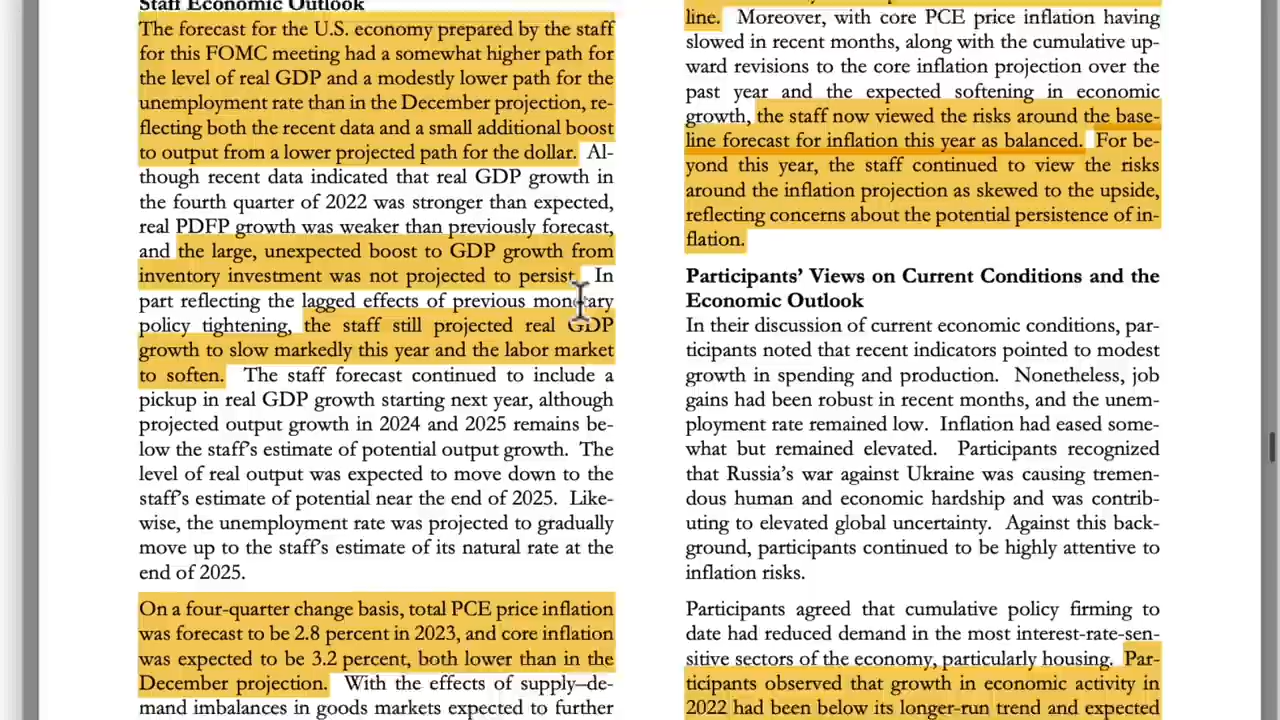 Staff Economic Outlook
The forecast for the U.S. economy prepared by the staff
for this FOMC meeting had a somewhat higher path for
the level of real GDP and a modestly lower path for the
unemployment rate than in the December projection, re-
flecting both the recent data and a small additional boost
to output from a lower projected path for the dollar. Al-
though recent data indicated that real GDP growth in
the fourth quarter of 2022 was stronger than expected,
real PDFP growth was weaker than previously forecast,
and the large, unexpected boost to GDP growth from
inventory investment was not projected to persist. In
part reflecting the lagged effects of previous monetary
policy tightening, the staff still projected real GDP
growth to slow markedly this year and the labor market
to soften. The staff forecast continued to include a
pickup in real GDP growth starting next year, although
projected output growth in 2024 and 2025 remains be-
low the staff's estimate of potential output growth. The
level of real output was expected to move down to the
staff's estimate of potential near the end of 2025. Like-
wise, the unemployment rate was projected to gradually
move up to the staff's estimate of its natural rate at the
end of 2025.
On a four-quarter change basis, total PCE price inflation
was forecast to be 2.8 percent in 2023, and core inflation
was expected to be 3.2 percent, both lower than in the
December projection. With the effects of supply–de-
mand imbalances in goods markets expected to further
line. Moreover, with core PCE price inflation having
slowed in recent months, along with the cumulative up-
ward revisions to the core inflation projection over the
past year and the expected softening in economic
growth, the staff now viewed the risks around the base-
line forecast for inflation this year as balanced. For be-
yond this year, the staff continued to view the risks
around the inflation projection as skewed to the upside,
reflecting concerns about the potential persistence of in-
flation.
Participants' Views on Current Conditions and the
Economic Outlook
In their discussion of current economic conditions, par-
ticipants noted that recent indicators pointed to modest
growth in spending and production. Nonetheless, job
gains had been robust in recent months, and the unem-
ployment rate remained low. Inflation had eased some-
what but remained elevated. Participants recognized
that Russia's war against Ukraine was causing tremen-
dous human and economic hardship and was contrib-
uting to elevated global uncertainty. Against this back-
ground, participants continued to be highly attentive to
inflation risks.
Participants agreed that cumulative policy firming to
date had reduced demand in the most interest-rate-sen-
sitive sectors of the economy, particularly housing. Par-
ticipants observed that growth in economic activity in
2022 had been below its longer-run trend and expected